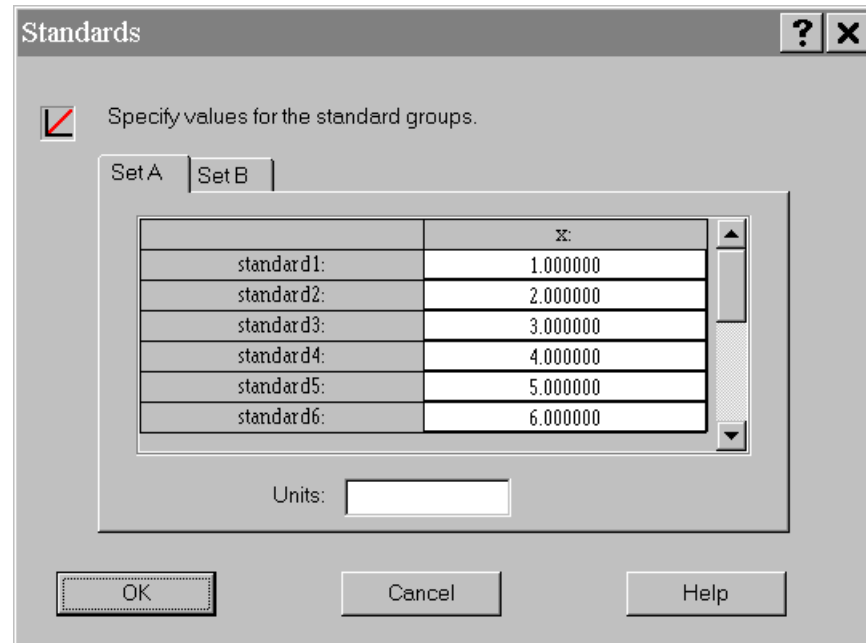 Standards
Specify values for the standard groups.
Set A Set B
x:
standard1: 1.000000
standard2: 2.000000
standard3: 3.000000
standard4: 4.000000
standard5: 5.000000
standard6: 6.000000
Units:
OK Cancel Help